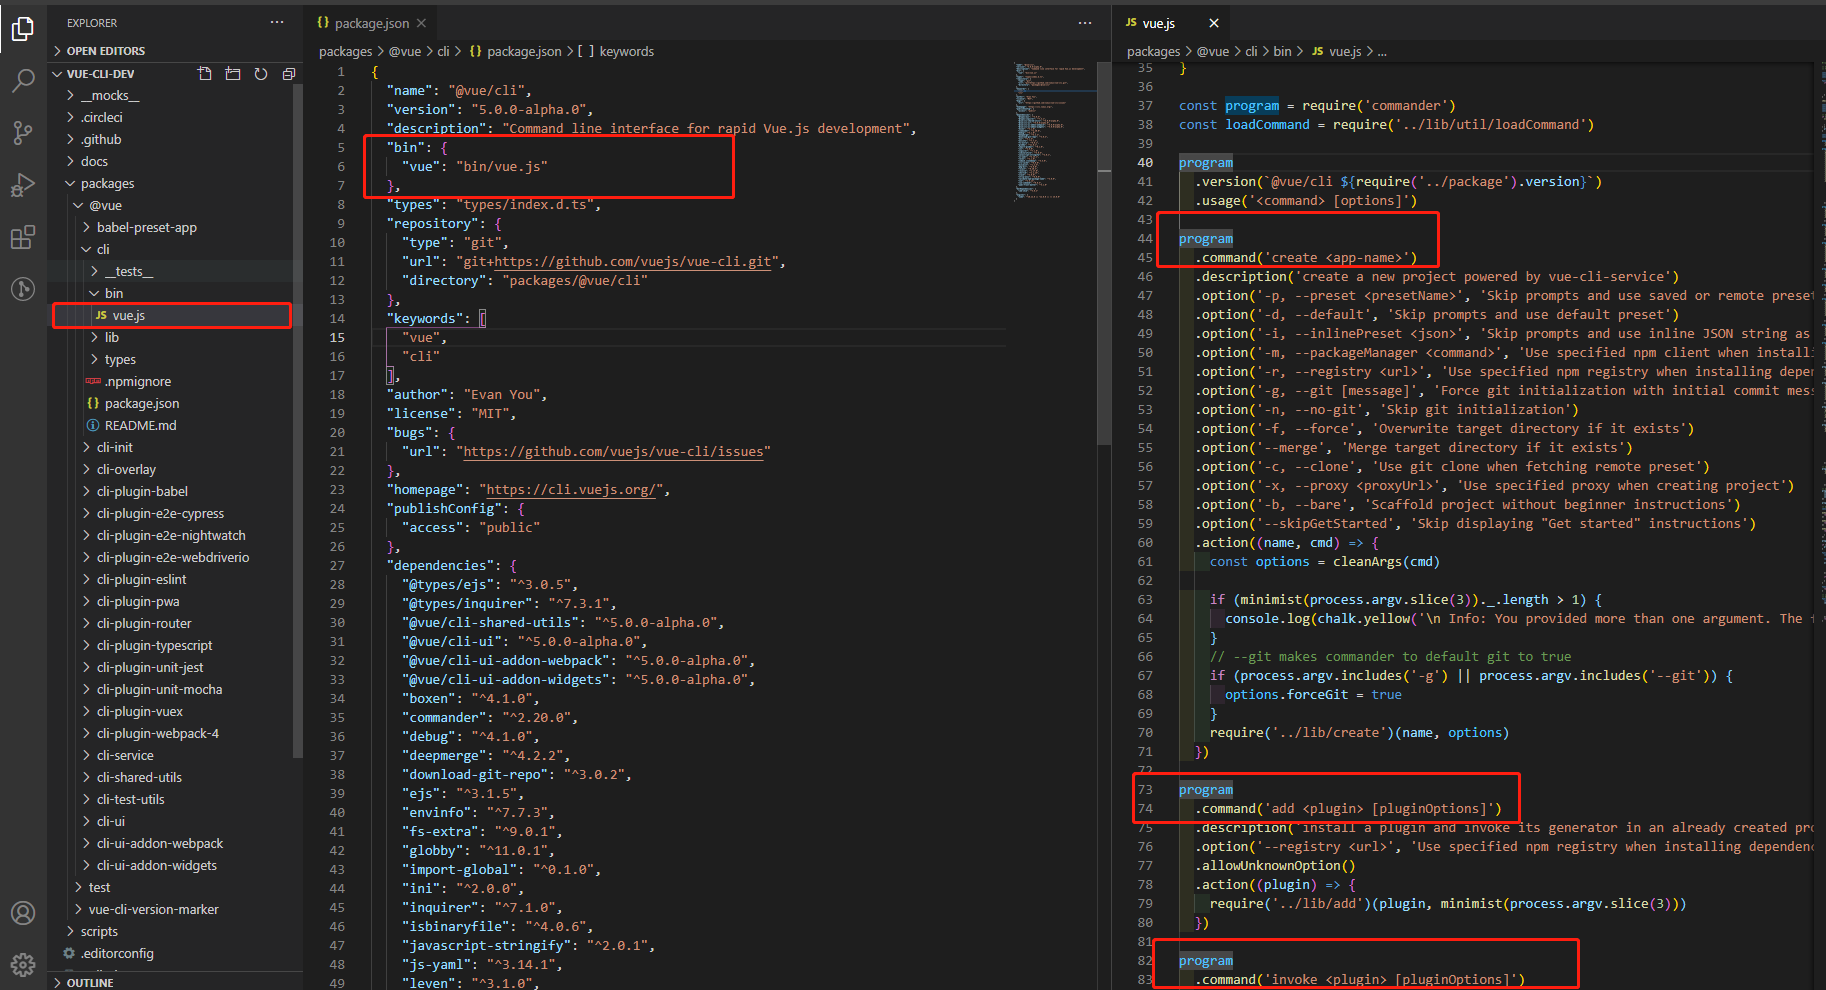 EXPLORER
OPEN EDITORS
VUE-CLI-DEV
__mocks__
.circleci
.github
docs
packages
@vue
babel-preset-app
cli
__tests__
bin
JS vue.js
lib
types
npm .npmignore
{} package.json
README.md
cli-init
cli-overlay
cli-plugin-babel
cli-plugin-e2e-cypress
cli-plugin-e2e-nightwatch
cli-plugin-e2e-webdriverio
cli-plugin-eslint
cli-plugin-pwa
cli-plugin-router
cli-plugin-typescript
cli-plugin-unit-jest
cli-plugin-unit-mocha
cli-plugin-vuex
cli-plugin-webpack-4
cli-service
cli-shared-utils
cli-test-utils
cli-ui
cli-ui-addon-webpack
cli-ui-addon-widgets
test
vue-cli-version-marker
scripts
.editorconfig
OUTLINE
{} package.json
packages > @vue > cli > {} package.json > [ ] keywords
1 {
2 "name": "@vue/cli",
3 "version": "5.0.0-alpha.0",
4 "description": "Command line interface for rapid Vue.js development",
5 "bin": {
6 "vue": "bin/vue.js"
7 },
8 "types": "types/index.d.ts",
9 "repository": {
10 "type": "git",
11 "url": "git+https://github.com/vuejs/vue-cli.git",
12 "directory": "packages/@vue/cli"
13 },
14 "keywords": [
15 "vue",
16 "cli"
17 ],
18 "author": "Evan You",
19 "license": "MIT",
20 "bugs": {
21 "url": "https://github.com/vuejs/vue-cli/issues"
22 },
23 "homepage": "https://cli.vuejs.org/",
24 "publishConfig": {
25 "access": "public"
26 },
27 "dependencies": {
28 "@types/ejs": "^3.0.5",
29 "@types/inquirer": "^7.3.1",
30 "@vue/cli-shared-utils": "^5.0.0-alpha.0",
31 "@vue/cli-ui": "^5.0.0-alpha.0",
32 "@vue/cli-ui-addon-webpack": "^5.0.0-alpha.0",
33 "@vue/cli-ui-addon-widgets": "^5.0.0-alpha.0",
34 "boxen": "^4.1.0",
35 "commander": "^2.20.0",
36 "debug": "^4.1.0",
37 "deepmerge": "^4.2.2",
38 "download-git-repo": "^3.0.2",
39 "ejs": "^3.1.5",
40 "envinfo": "^7.7.3",
41 "fs-extra": "^9.0.1",
42 "globby": "^11.0.1",
43 "import-global": "^0.1.0",
44 "ini": "^2.0.0",
45 "inquirer": "^7.1.0",
46 "isbinaryfile": "^4.0.6",
47 "javascript-stringify": "^2.0.1",
48 "js-yaml": "^3.14.1",
49 "leven": "^3.1.0",
JS vue.js
packages > @vue > cli > bin > JS vue.js > ...
35 }
36
37 const program = require('commander')
38 const loadCommand = require('../lib/util/loadCommand')
39
40 program
41 .version(`@vue/cli ${require('../package').version}`)
42 .usage('<command> [options]')
43
44 program
45 .command('create <app-name>')
46 .description('create a new project powered by vue-cli-service')
47 .option('-p, --preset <presetName>', 'Skip prompts and use saved or remote preset
48 .option('-d, --default', 'Skip prompts and use default preset')
49 .option('-i, --inlinePreset <json>', 'Skip prompts and use inline JSON string as
50 .option('-m, --packageManager <command>', 'Use specified npm client when installi
51 .option('-r, --registry <url>', 'Use specified npm registry when installing depen
52 .option('-g, --git [message]', 'Force git initialization with initial commit mess
53 .option('-n, --no-git', 'Skip git initialization')
54 .option('-f, --force', 'Overwrite target directory if it exists')
55 .option('--merge', 'Merge target directory if it exists')
56 .option('-c, --clone', 'Use git clone when fetching remote preset')
57 .option('-x, --proxy <proxyUrl>', 'Use specified proxy when creating project')
58 .option('-b, --bare', 'Scaffold project without beginner instructions')
59 .option('--skipGetStarted', 'Skip displaying "Get started" instructions')
60 .action((name, cmd) => {
61 const options = cleanArgs(cmd)
62
63 if (minimist(process.argv.slice(3))._.length > 1) {
64 console.log(chalk.yellow('\n Info: You provided more than one argument. The f
65 }
66 // --git makes commander to default git to true
67 if (process.argv.includes('-g') || process.argv.includes('--git')) {
68 options.forceGit = true
69 }
70 require('../lib/create')(name, options)
71 })
72
73 program
74 .command('add <plugin> [pluginOptions]')
75 .description('install a plugin and invoke its generator in an already created pro
76 .option('--registry <url>', 'Use specified npm registry when installing dependenc
77 .allowUnknownOption()
78 .action((plugin) => {
79 require('../lib/add')(plugin, minimist(process.argv.slice(3)))
80 })
81
82 program
83 .command('invoke <plugin> [pluginOptions]')